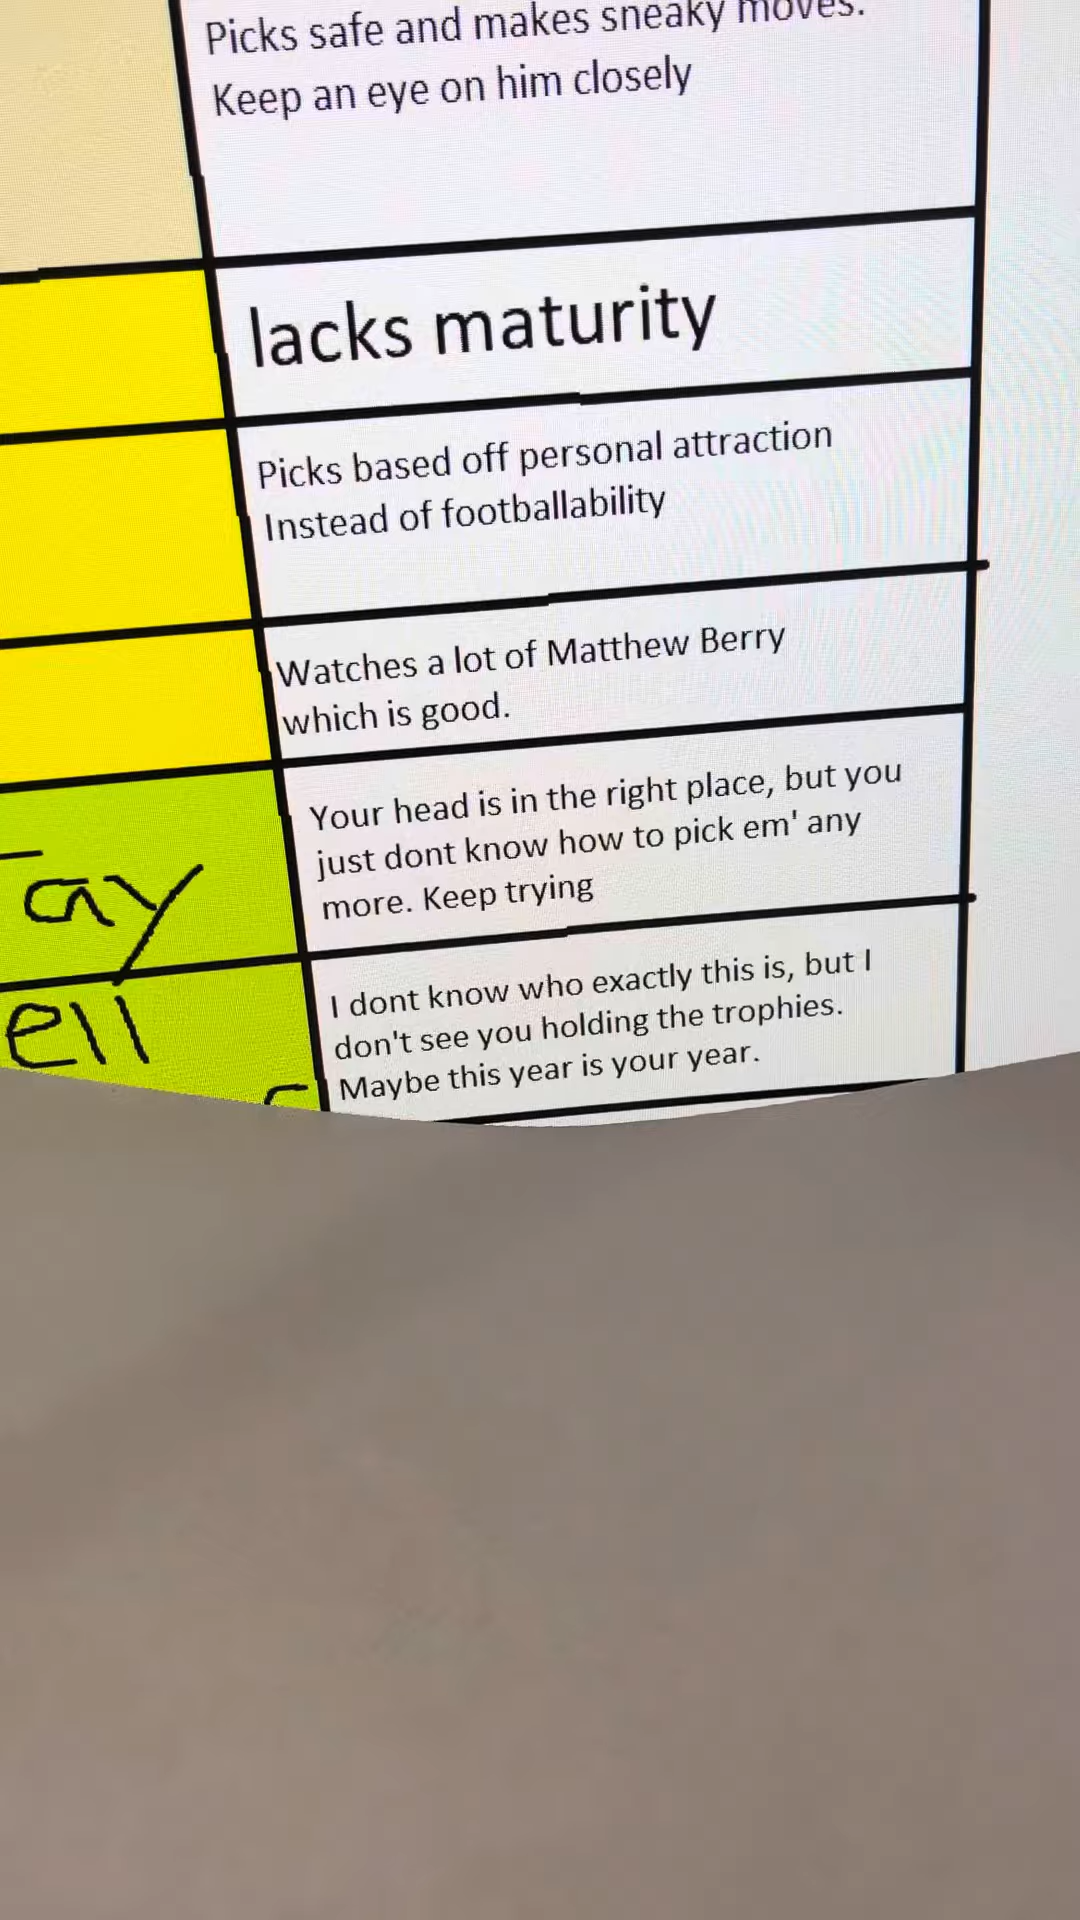 Picks safe and makes sneaky moves.
Keep an eye on him closely
lacks maturity
Picks based off personal attraction
Instead of footballability
Watches a lot of Matthew Berry
which is good.
Your head is in the right place, but you
just dont know how to pick em' any
more. Keep trying
ay
I dont know who exactly this is, but I
don't see you holding the trophies.
Maybe this year is your year.
ell